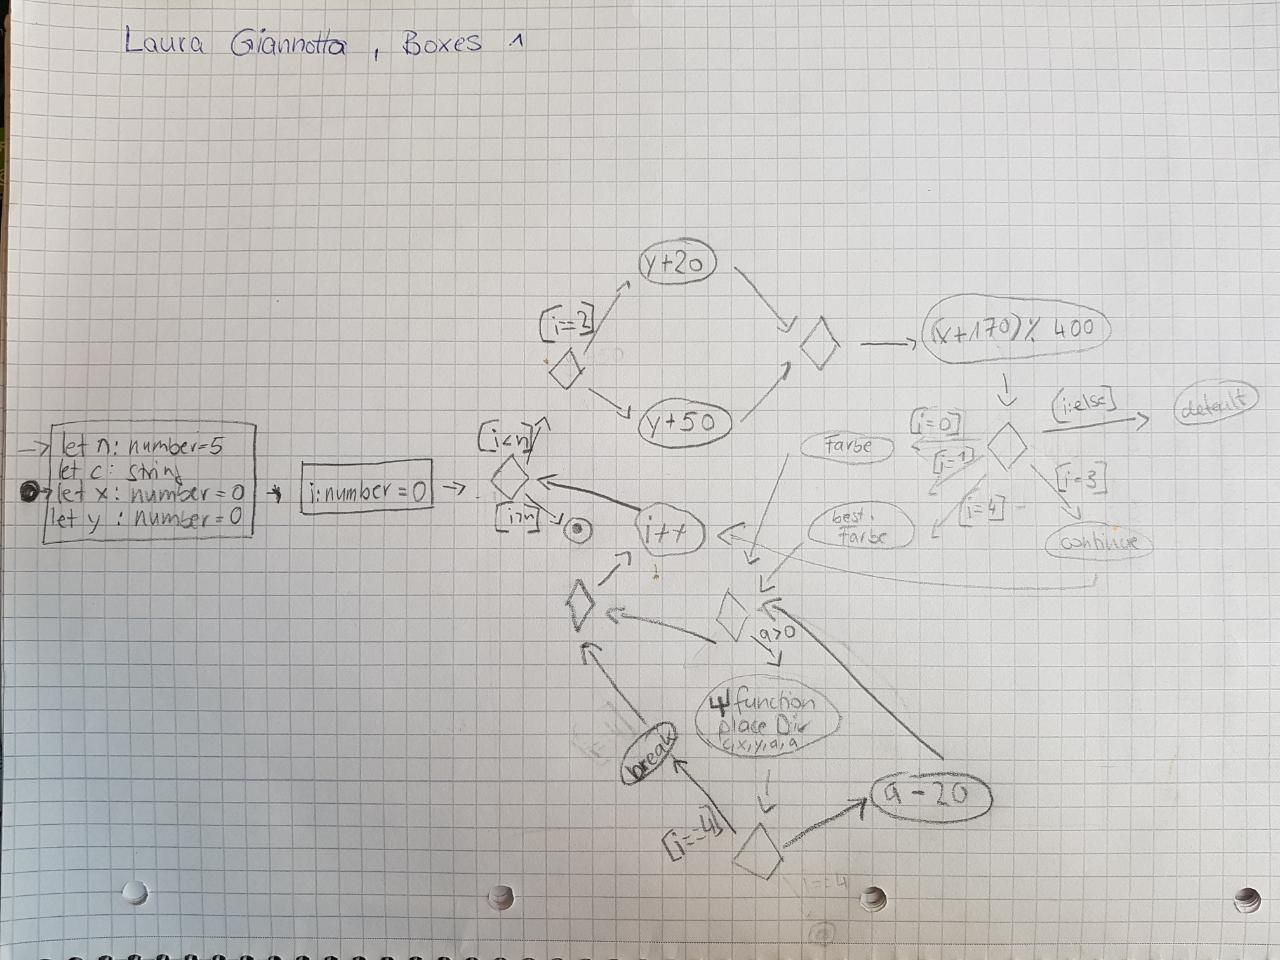 Laura Giannotta, Boxes 1
y+20
[i==2]
(x+170)% 400
y+50
[i:else]
default
[i=0]
Farbe
[i=1]
[i=3]
[i=4]
best.
Farbe
continue
let n: number=5
let c: string
let x: number=0
let y: number=0
i:number=0
[i<n]
[i>n]
i++
a>0
function
place Div
c,x,y,a,a
break
a-20
[i==4]
i==4